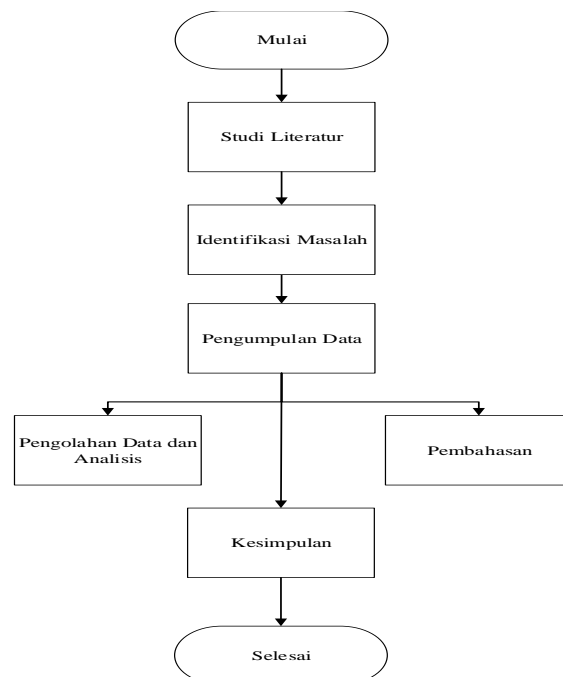 Mulai
Studi Literatur
Identifikasi Masalah
Pengumpulan Data
Pengolahan Data dan
Analisis
Pembahasan
Kesimpulan
Selesai